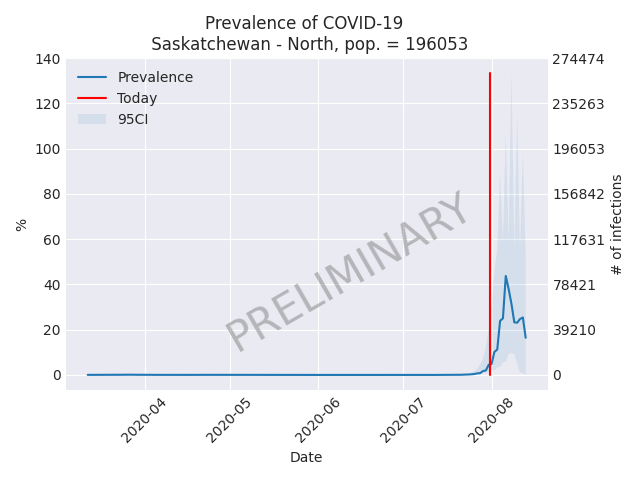 Prevalence of COVID-19
Saskatchewan - North, pop. = 196053
140
120
100
80
60
40
20
0
%
Prevalence
Today
95CI
PRELIMINARY
274474
235263
196053
156842
117631
78421
39210
0
# of infections
2020-04
2020-05
2020-06
2020-07
2020-08
Date